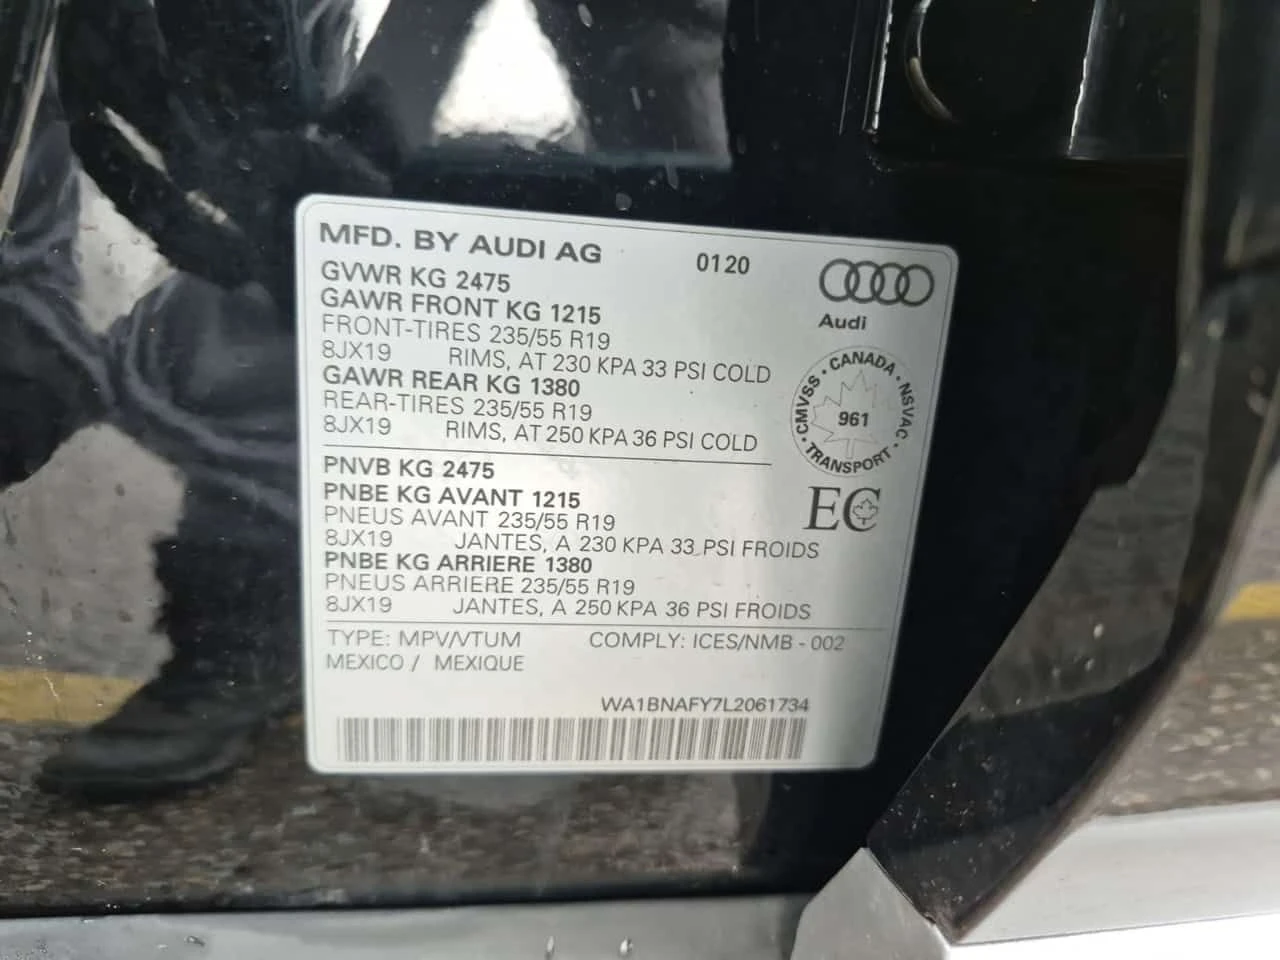 MFD. BY AUDI AG 0120
GVWR KG 2475
GAWR FRONT KG 1215
FRONT-TIRES 235/55 R19
8JX19 RIMS, AT 230 KPA 33 PSI COLD
GAWR REAR KG 1380
REAR-TIRES 235/55 R19
8JX19 RIMS, AT 250 KPA 36 PSI COLD
Audi
CMVSS · CANADA · NSVAC · TRANSPORT ·
961
PNVB KG 2475
PNBE KG AVANT 1215
PNEUS AVANT 235/55 R19
8JX19 JANTES, A 230 KPA 33 PSI FROIDS
PNBE KG ARRIERE 1380
PNEUS ARRIERE 235/55 R19
8JX19 JANTES, A 250 KPA 36 PSI FROIDS
EC
TYPE: MPV/VTUM COMPLY: ICES/NMB - 002
MEXICO / MEXIQUE
WA1BNAFY7L2061734